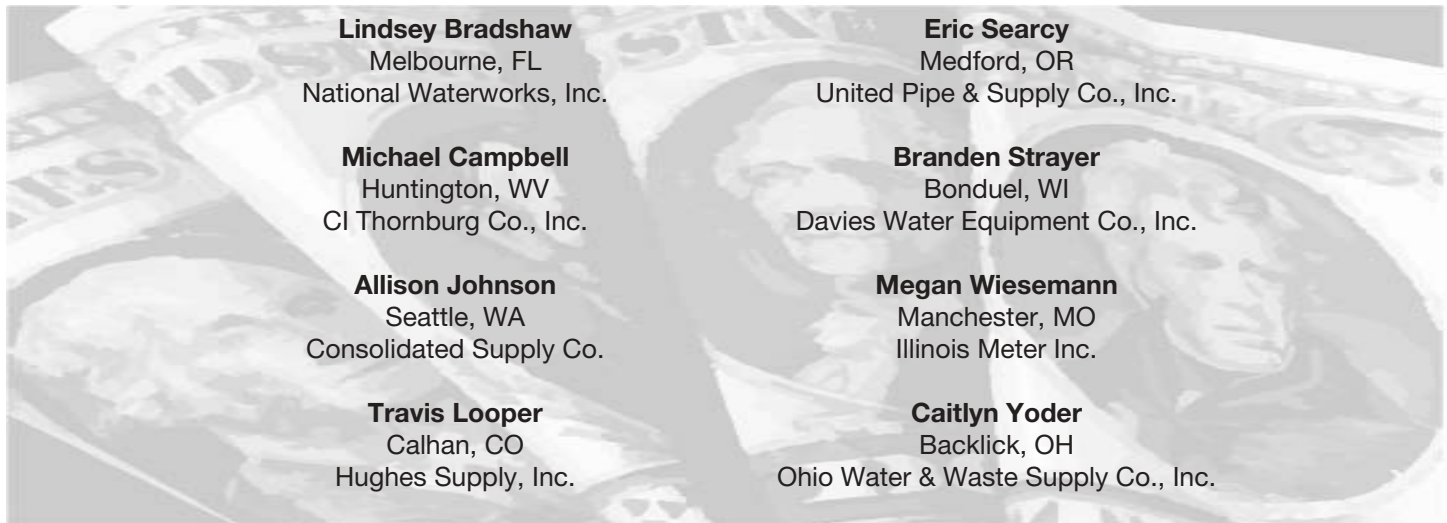 Lindsey Bradshaw
Melbourne, FL
National Waterworks, Inc.
Michael Campbell
Huntington, WV
CI Thornburg Co., Inc.
Allison Johnson
Seattle, WA
Consolidated Supply Co.
Travis Looper
Calhan, CO
Hughes Supply, Inc.
Eric Searcy
Medford, OR
United Pipe & Supply Co., Inc.
Branden Strayer
Bonduel, WI
Davies Water Equipment Co., Inc.
Megan Wiesemann
Manchester, MO
Illinois Meter Inc.
Caitlyn Yoder
Backlick, OH
Ohio Water & Waste Supply Co., Inc.